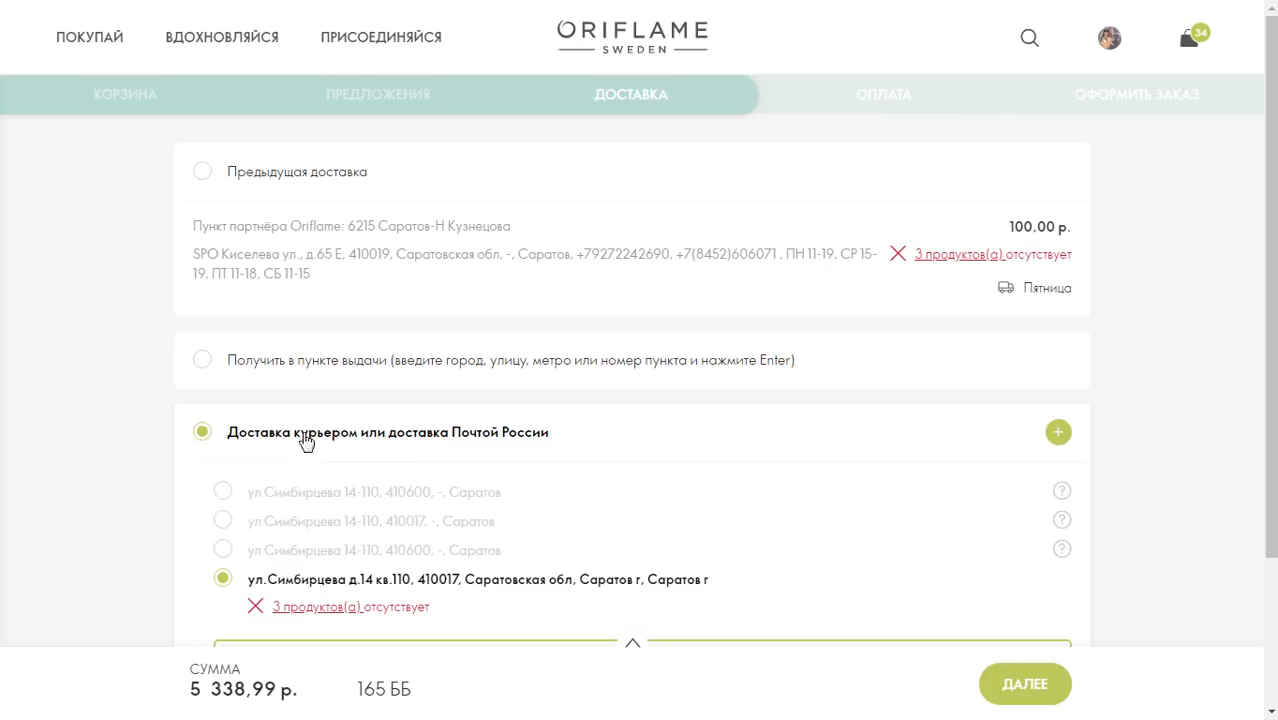 ПОКУПАЙ ВДОХНОВЛЯЙСЯ ПРИСОЕДИНЯЙСЯ
ORIFLAME
SWEDEN
34
КОРЗИНА ПРЕДЛОЖЕНИЯ ДОСТАВКА ОПЛАТА ОФОРМИТЬ ЗАКАЗ
Предыдущая доставка
Пункт партнёра Oriflame: 6215 Саратов-Н Кузнецова 100,00 р.
SPO Киселева ул., д.65 Е, 410019, Саратовская обл, -, Саратов, +79272242690, +7(8452)606071 , ПН 11-19, СР 15- 3 продуктов(а) отсутствует
19, ПТ 11-18, СБ 11-15
Пятница
Получить в пункте выдачи (введите город, улицу, метро или номер пункта и нажмите Enter)
Доставка курьером или доставка Почтой России +
ул Симбирцева 14-110, 410600, -, Саратов ?
ул Симбирцева 14-110, 410017, -, Саратов ?
ул Симбирцева 14-110, 410600, -, Саратов ?
ул.Симбирцева д.14 кв.110, 410017, Саратовская обл, Саратов г, Саратов г
3 продуктов(а) отсутствует
СУММА
5 338,99 р. 165 ББ ДАЛЕЕ